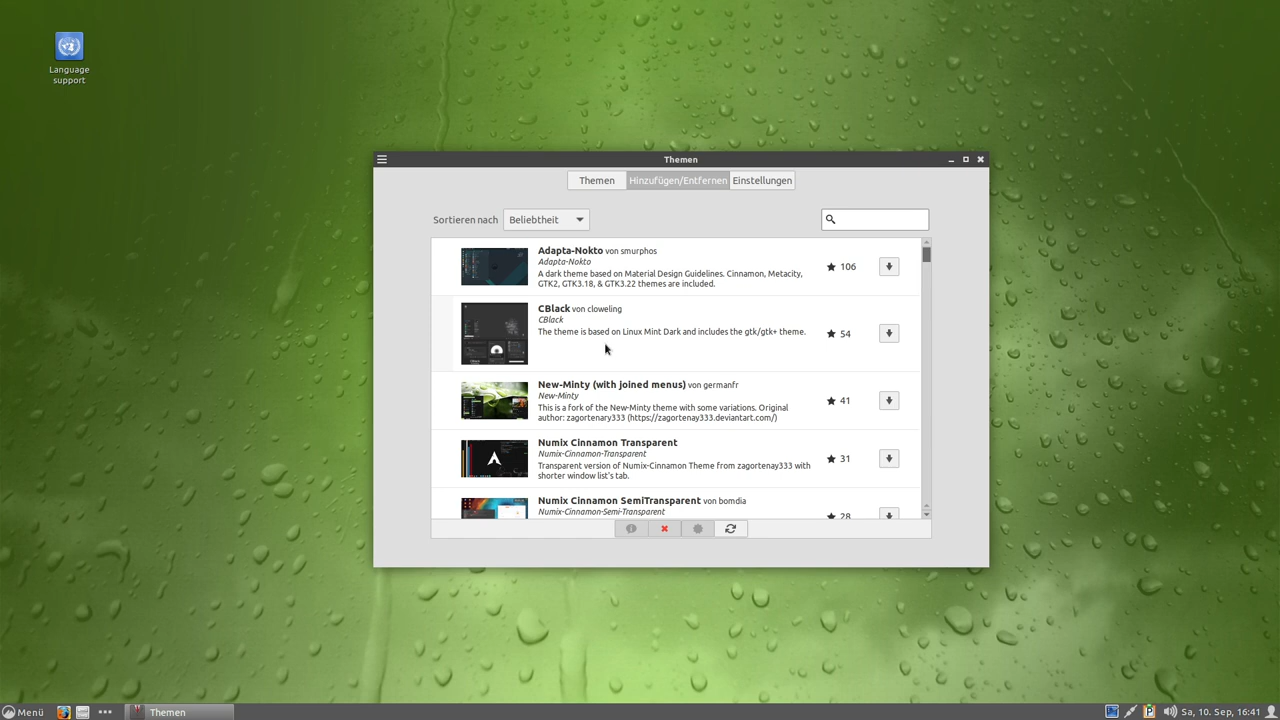 Language
support
Themen
Themen
Hinzufügen/Entfernen
Einstellungen
Sortieren nach
Beliebtheit
Adapta-Nokto von smurphos
Adapta-Nokto
A dark theme based on Material Design Guidelines. Cinnamon, Metacity,
GTK2, GTK3.18, & GTK3.22 themes are included.
106
CBlack von cloweling
CBlack
The theme is based on Linux Mint Dark and includes the gtk/gtk+ theme.
54
New-Minty (with joined menus) von germanfr
New-Minty
This is a fork of the New-Minty theme with some variations. Original
author: zagortenary333 (https://zagortenay333.deviantart.com/)
41
Numix Cinnamon Transparent
Numix-Cinnamon-Transparent
Transparent version of Numix-Cinnamon Theme from zagortenay333 with
shorter window list's tab.
31
Numix Cinnamon SemiTransparent von bomdia
Numix-Cinnamon-Semi-Transparent
28
Menü
Themen
Sa, 10. Sep, 16:41